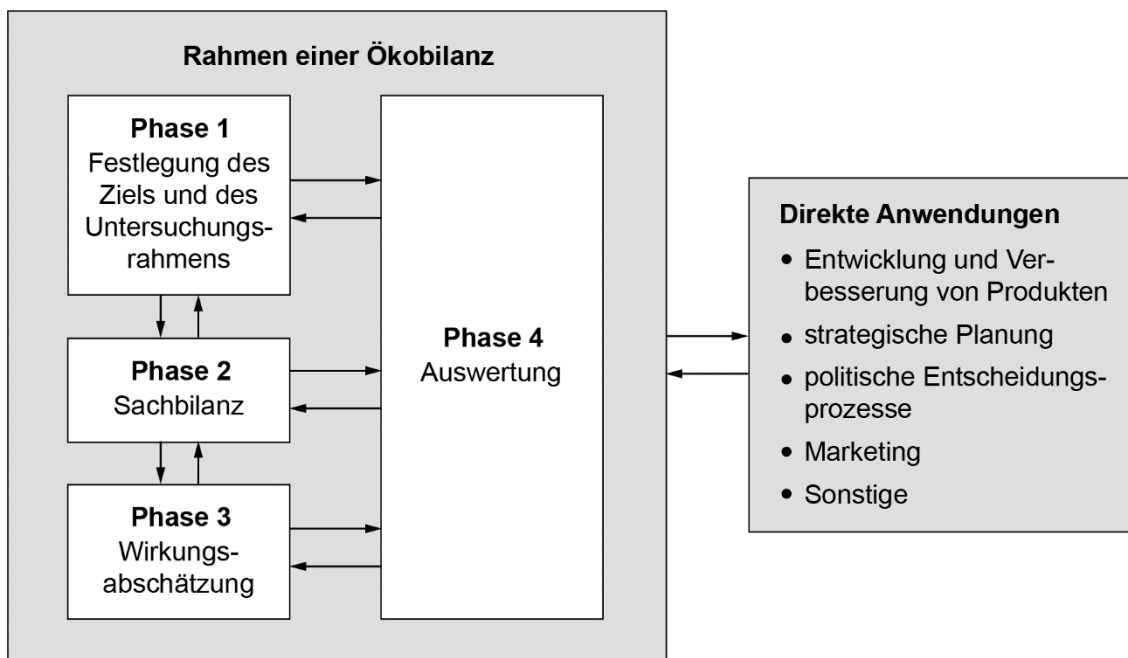 Rahmen einer Ökobilanz
Phase 1
Festlegung des
Ziels und des
Untersuchungs-
rahmens
Phase 2
Sachbilanz
Phase 3
Wirkungs-
abschätzung
Phase 4
Auswertung
Direkte Anwendungen
• Entwicklung und Ver-
besserung von Produkten
• strategische Planung
• politische Entscheidungs-
prozesse
• Marketing
• Sonstige